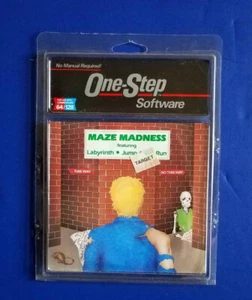 No Manual Required!
One-Step
Software
64/128
MAZE MADNESS
featuring
Labyrinth • Jump Run
TARGET